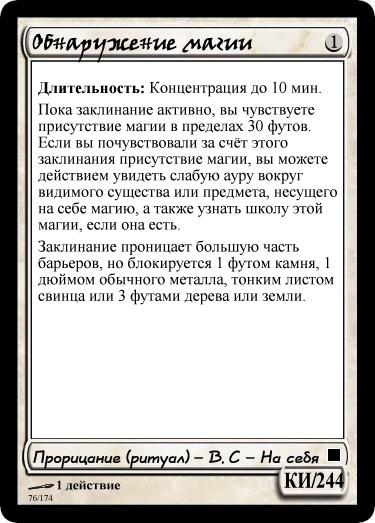 Обнаружение магии
1
Длительность: Концентрация до 10 мин.
Пока заклинание активно, вы чувствуете
присутствие магии в пределах 30 футов.
Если вы почувствовали за счёт этого
заклинания присутствие магии, вы можете
действием увидеть слабую ауру вокруг
видимого существа или предмета, несущего
на себе магию, а также узнать школу этой
магии, если она есть.
Заклинание проницает большую часть
барьеров, но блокируется 1 футом камня, 1
дюймом обычного металла, тонким листом
свинца или 3 футами дерева или земли.
Прорицание (ритуал) – В, С – На себя
КИ/244
1 действие
76/174